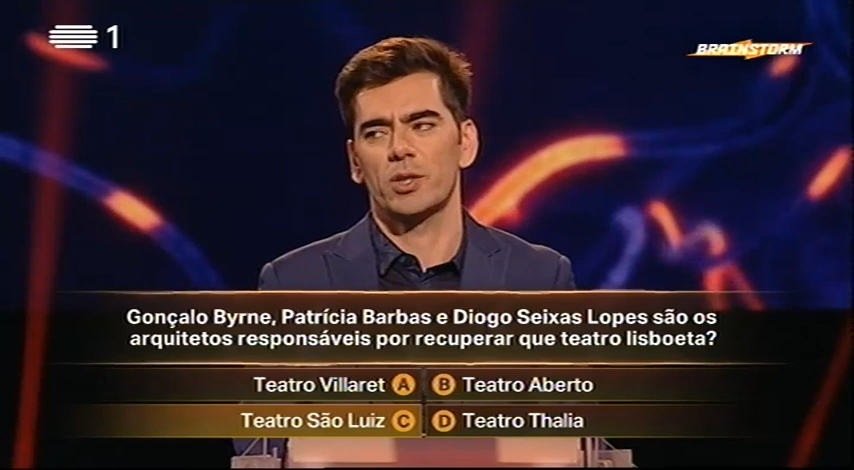 1
BRAINSTORM
Gonçalo Byrne, Patrícia Barbas e Diogo Seixas Lopes são os
arquitetos responsáveis por recuperar que teatro lisboeta?
Teatro Villaret A
B Teatro Aberto
Teatro São Luiz C
D Teatro Thalia